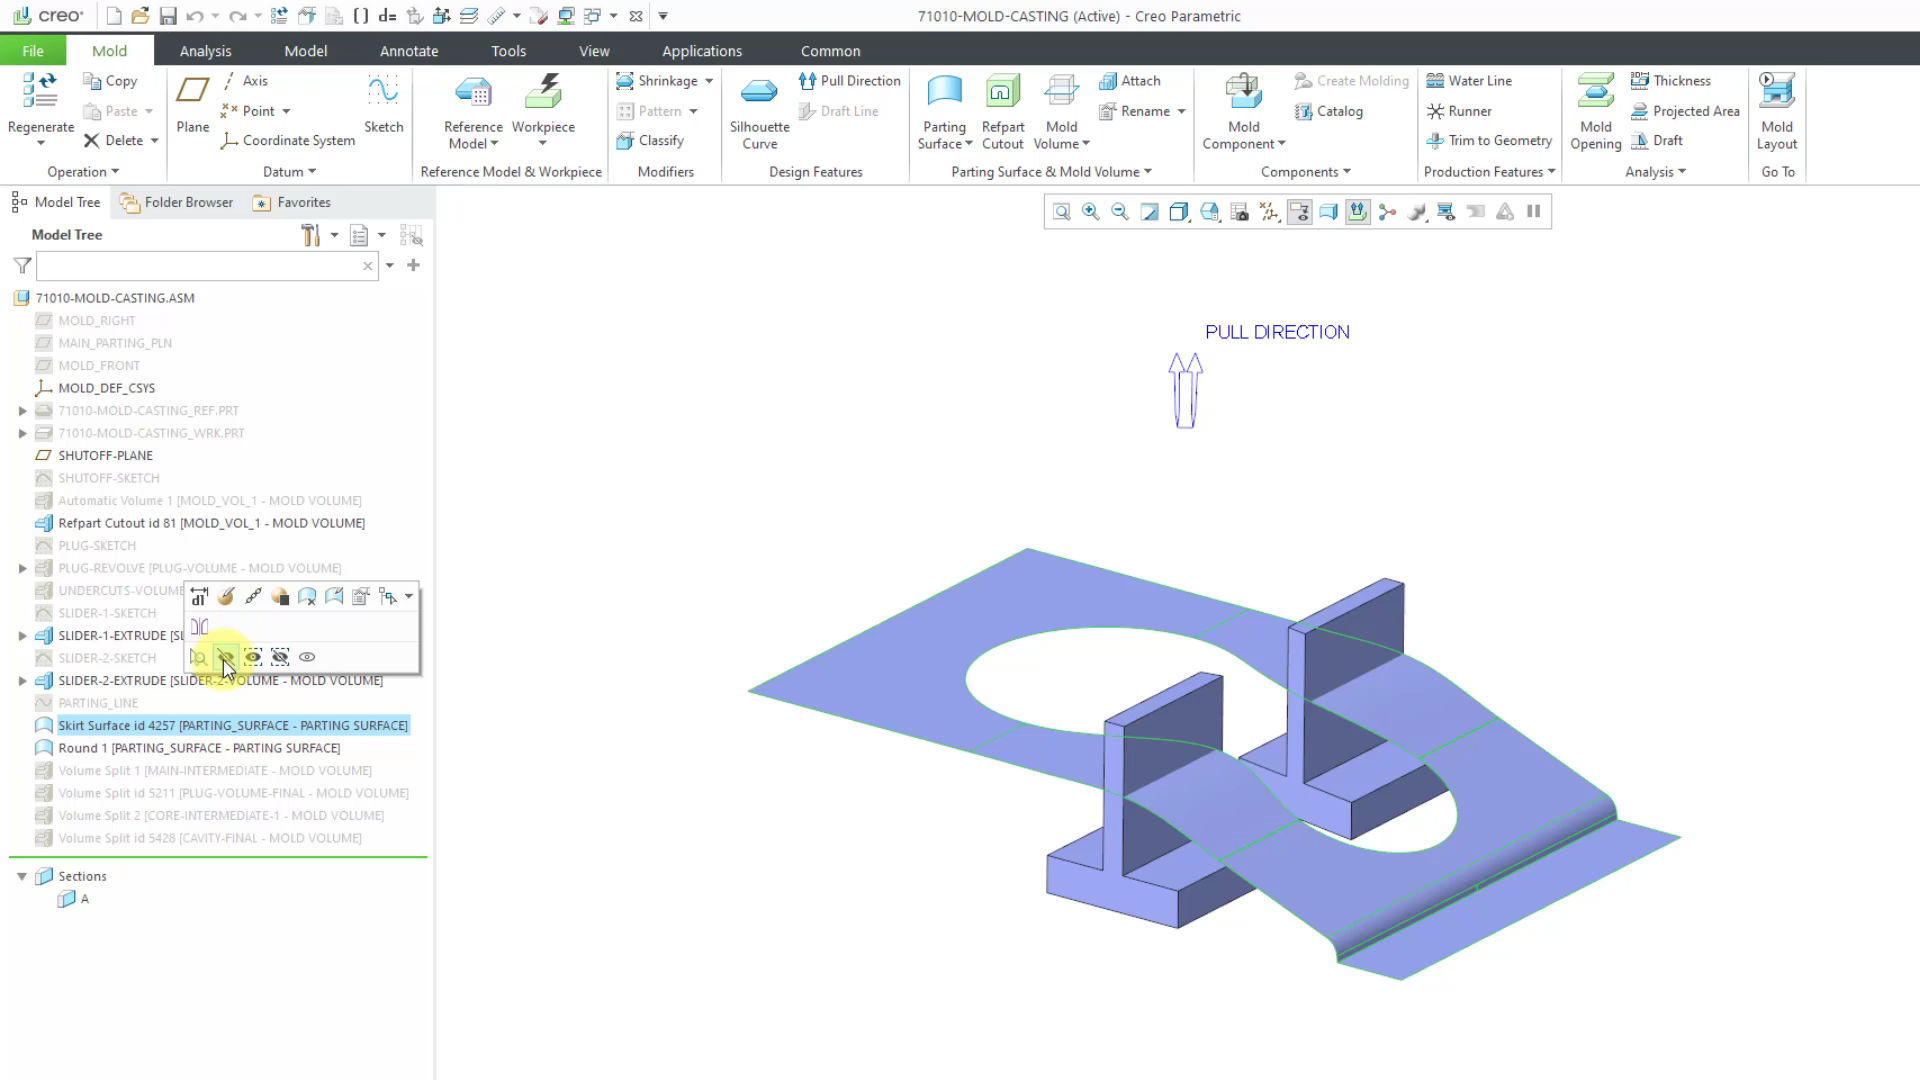 creo
71010-MOLD-CASTING (Active) - Creo Parametric
File
Mold
Analysis
Model
Annotate
Tools
View
Applications
Common
Regenerate
Copy
Paste
Delete
Operation
Plane
Axis
Point
Coordinate System
Sketch
Datum
Reference Model
Workpiece
Reference Model & Workpiece
Shrinkage
Pattern
Classify
Modifiers
Silhouette Curve
Pull Direction
Draft Line
Design Features
Parting Surface
Refpart Cutout
Mold Volume
Attach
Rename
Parting Surface & Mold Volume
Mold Component
Create Molding
Catalog
Components
Water Line
Runner
Trim to Geometry
Production Features
Mold Opening
Thickness
Projected Area
Draft
Analysis
Mold Layout
Go To
Model Tree
Folder Browser
Favorites
Model Tree
71010-MOLD-CASTING.ASM
MOLD_RIGHT
MAIN_PARTING_PLN
MOLD_FRONT
MOLD_DEF_CSYS
71010-MOLD-CASTING_REF.PRT
71010-MOLD-CASTING_WRK.PRT
SHUTOFF-PLANE
SHUTOFF-SKETCH
Automatic Volume 1 [MOLD_VOL_1 - MOLD VOLUME]
Refpart Cutout id 81 [MOLD_VOL_1 - MOLD VOLUME]
PLUG-SKETCH
PLUG-REVOLVE [PLUG-VOLUME - MOLD VOLUME]
UNDERCUTS-VOLUME
SLIDER-1-SKETCH
SLIDER-1-EXTRUDE [SL
SLIDER-2-SKETCH
SLIDER-2-EXTRUDE [SLIDER-2-VOLUME - MOLD VOLUME]
PARTING_LINE
Skirt Surface id 4257 [PARTING_SURFACE - PARTING SURFACE]
Round 1 [PARTING_SURFACE - PARTING SURFACE]
Volume Split 1 [MAIN-INTERMEDIATE - MOLD VOLUME]
Volume Split id 5211 [PLUG-VOLUME-FINAL - MOLD VOLUME]
Volume Split 2 [CORE-INTERMEDIATE-1 - MOLD VOLUME]
Volume Split id 5428 [CAVITY-FINAL - MOLD VOLUME]
Sections
A
PULL DIRECTION